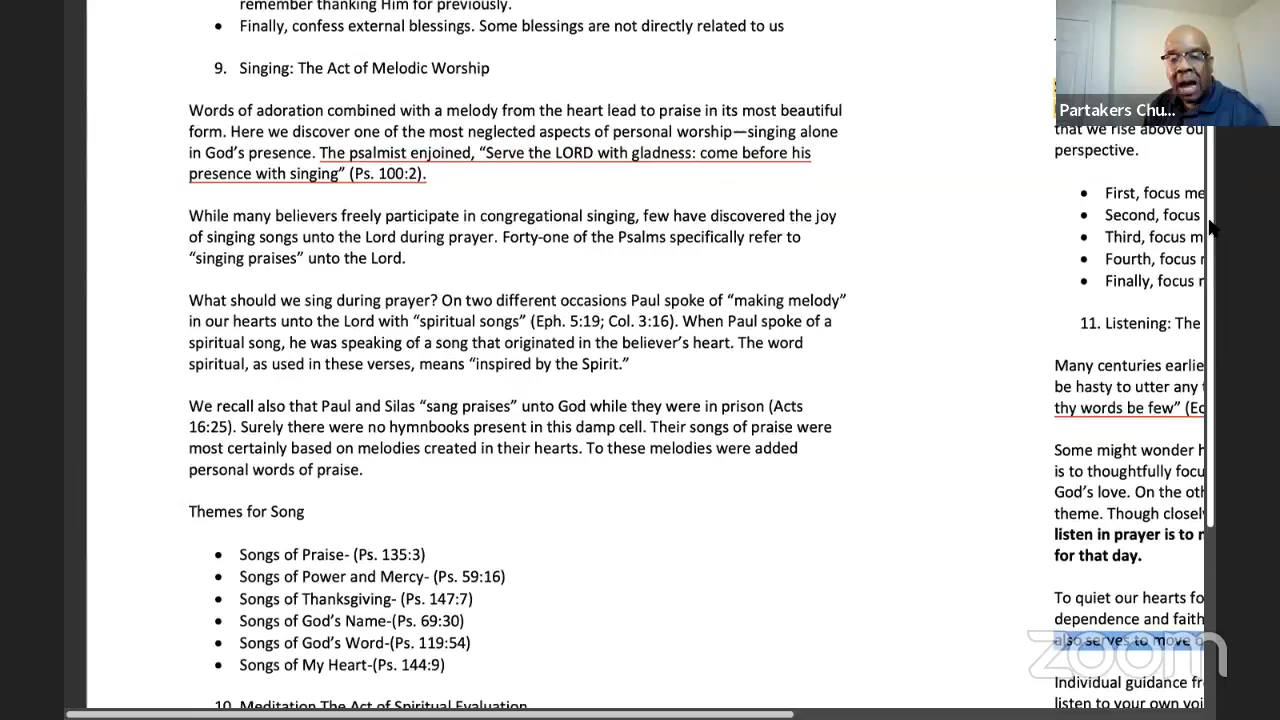 remember thanking Him for previously.
• Finally, confess external blessings. Some blessings are not directly related to us
9. Singing: The Act of Melodic Worship
Words of adoration combined with a melody from the heart lead to praise in its most beautiful
form. Here we discover one of the most neglected aspects of personal worship—singing alone
in God's presence. The psalmist enjoined, “Serve the LORD with gladness: come before his
presence with singing” (Ps. 100:2).
While many believers freely participate in congregational singing, few have discovered the joy
of singing songs unto the Lord during prayer. Forty-one of the Psalms specifically refer to
“singing praises” unto the Lord.
What should we sing during prayer? On two different occasions Paul spoke of “making melody”
in our hearts unto the Lord with “spiritual songs” (Eph. 5:19; Col. 3:16). When Paul spoke of a
spiritual song, he was speaking of a song that originated in the believer's heart. The word
spiritual, as used in these verses, means “inspired by the Spirit.”
We recall also that Paul and Silas “sang praises” unto God while they were in prison (Acts
16:25). Surely there were no hymnbooks present in this damp cell. Their songs of praise were
most certainly based on melodies created in their hearts. To these melodies were added
personal words of praise.
Themes for Song
• Songs of Praise- (Ps. 135:3)
• Songs of Power and Mercy- (Ps. 59:16)
• Songs of Thanksgiving- (Ps. 147:7)
• Songs of God's Name-(Ps. 69:30)
• Songs of God's Word-(Ps. 119:54)
• Songs of My Heart-(Ps. 144:9)
10. Meditation The Act of Spiritual Evaluation
Partakers Chu...
that we rise above ou
perspective.
• First, focus me
• Second, focus
• Third, focus m
• Fourth, focus
• Finally, focus
11. Listening: The
Many centuries earlie
be hasty to utter any
thy words be few” (Ec
Some might wonder h
is to thoughtfully focu
God's love. On the oth
theme. Though closel
listen in prayer is to
for that day.
To quiet our hearts fo
dependence and faith
also serves to move
Individual guidance fr
listen to your own voi
zoom